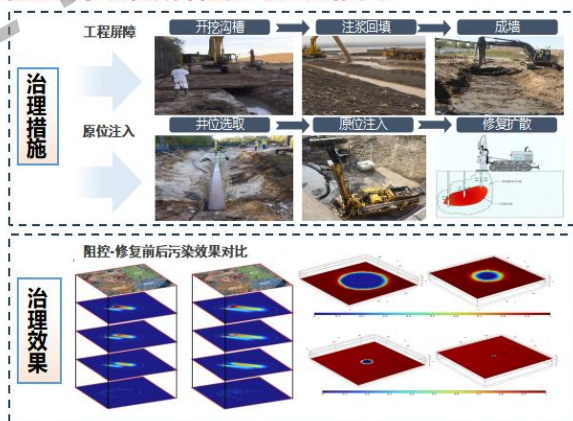 治理措施
工程屏障
开挖沟槽
注浆回填
成墙
原位注入
井位选取
原位注入
修复扩散
治理效果
阻控-修复前后污染效果对比